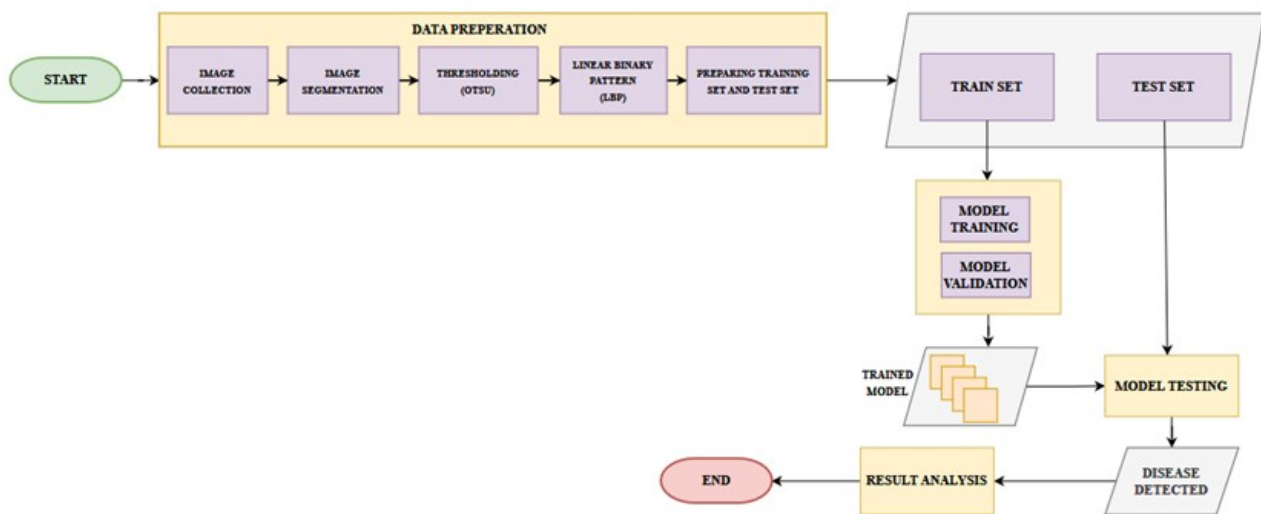 DATA PREPERATION
START
IMAGE
COLLECTION
IMAGE
SEGMENTATION
THRESHOLDING
(OTSU)
LINEAR BINARY
PATTERN
(LBP)
PREPARING TRAINING
SET AND TEST SET
TRAIN SET
TEST SET
MODEL
TRAINING
MODEL
VALIDATION
TRAINED
MODEL
MODEL TESTING
DISEASE
DETECTED
RESULT ANALYSIS
END